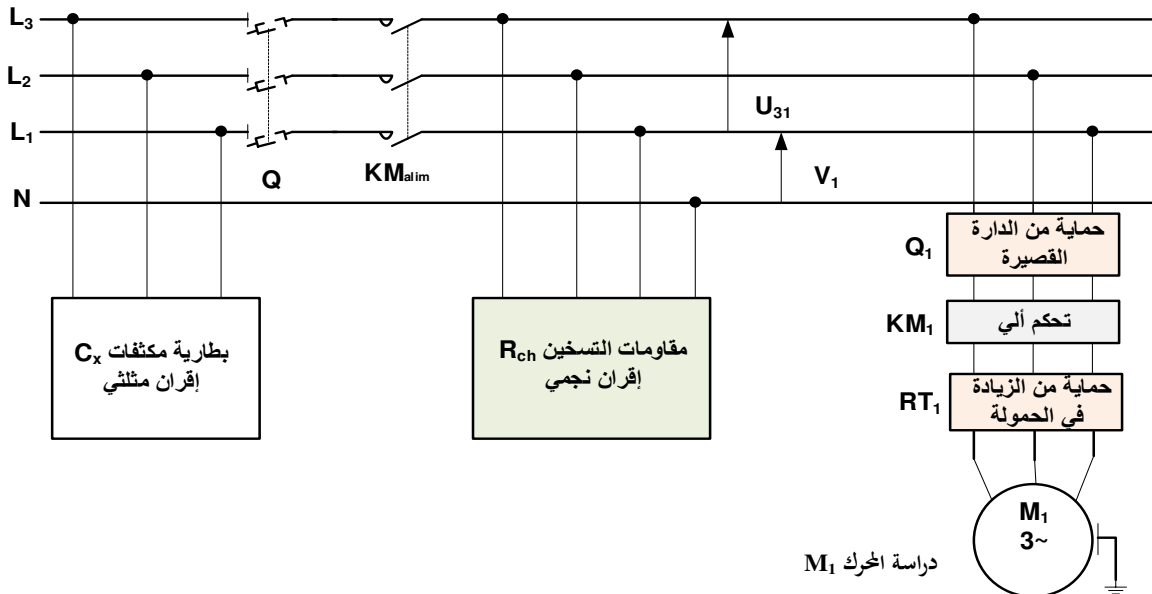 L₃
L₂
L₁
N
Q
KMalim
U₃₁
V₁
بطارية مكثفات Cₓ
إقران مثلثي
مقاومات التسخين Rch
إقران نجمي
Q₁
حماية من الدارة
القصيرة
KM₁
تحكم ألي
RT₁
حماية من الزيادة
في الحمولة
M₁
3~
دراسة المحرك M₁